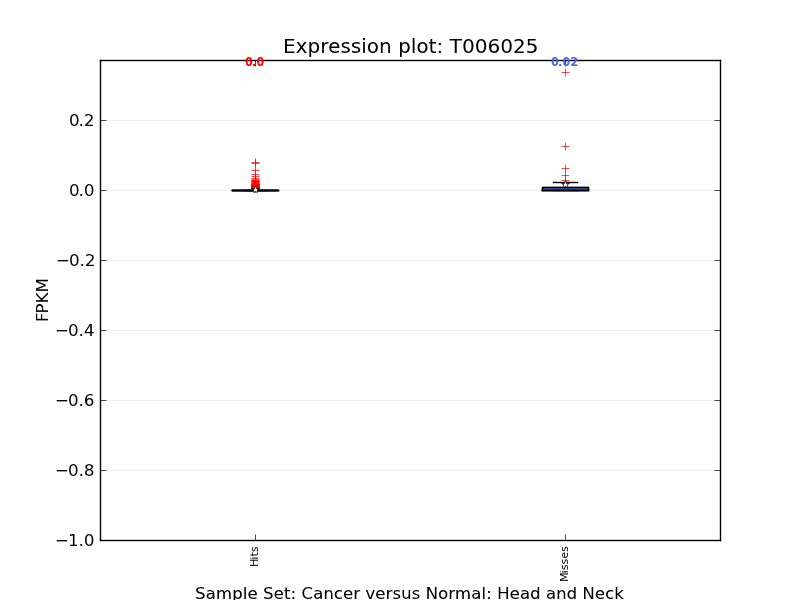 Expression plot: T006025
0.0
0.02
0.2
0.0
−0.2
−0.4
−0.6
−0.8
−1.0
FPKM
Hits
Misses
Sample Set: Cancer versus Normal: Head and Neck